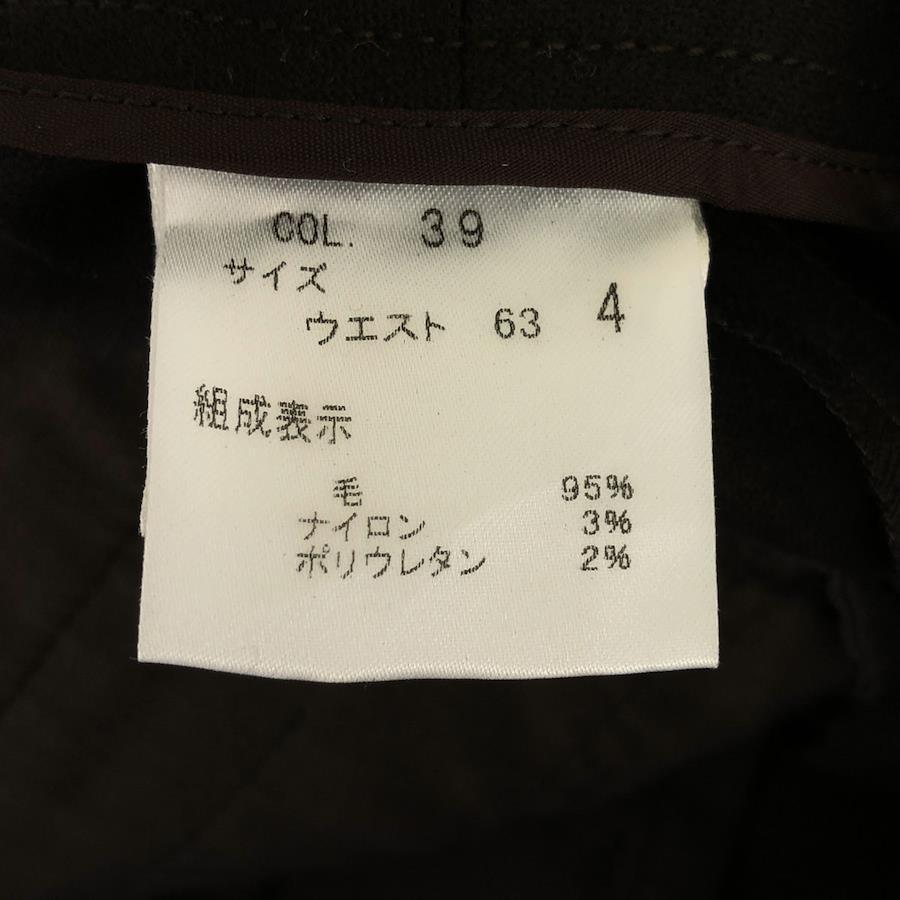 COL. 39
サイズ
ウエスト 63 4
組成表示
毛 95%
ナイロン 3%
ポリウレタン 2%